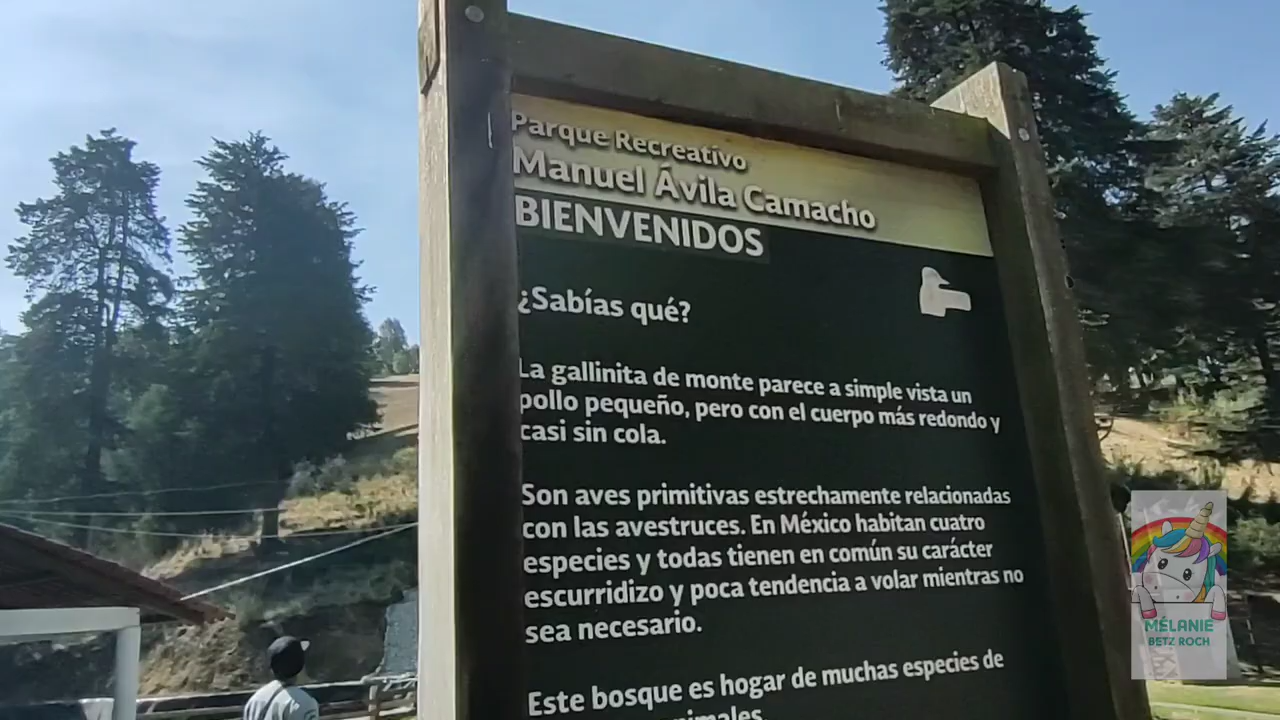 Parque Recreativo
Manuel Ávila Camacho
BIENVENIDOS
¿Sabías qué?
La gallinita de monte parece a simple vista un
pollo pequeño, pero con el cuerpo más redondo y
casi sin cola.
Son aves primitivas estrechamente relacionadas
con las avestruces. En México habitan cuatro
especies y todas tienen en común su carácter
escurridizo y poca tendencia a volar mientras no
sea necesario.
Este bosque es hogar de muchas especies de
animales
MÉLANIE
BETZ ROCH